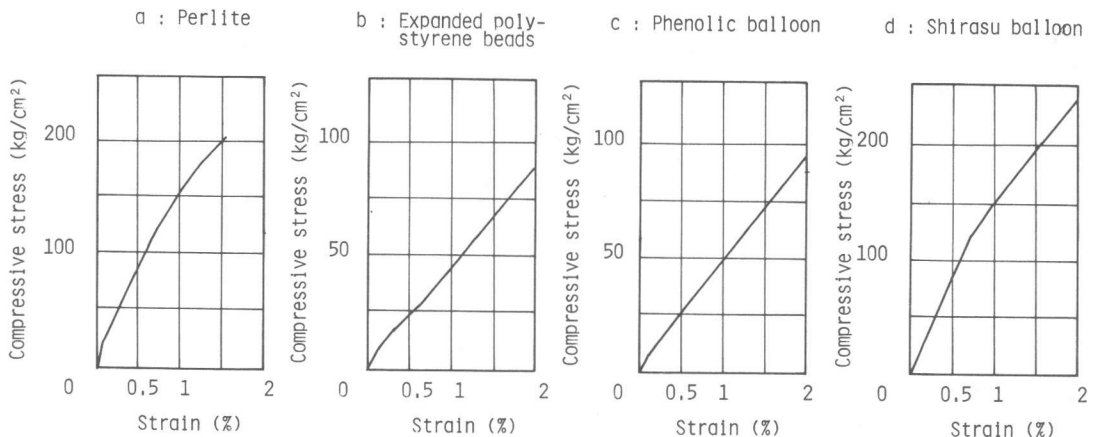 a : Perlite
b : Expanded poly-
styrene beads
c : Phenolic balloon
d : Shirasu balloon
Compressive stress (kg/cm²)
200
100
0
0,5
1
2
Strain (%)
Compressive stress (kg/cm²)
100
50
0
0,5
1
2
Strain (%)
Compressive stress (kg/cm²)
100
50
0
0,5
1
2
Strain (%)
Compressive stress (kg/cm²)
200
100
0
0,5
1
2
Strain (%)